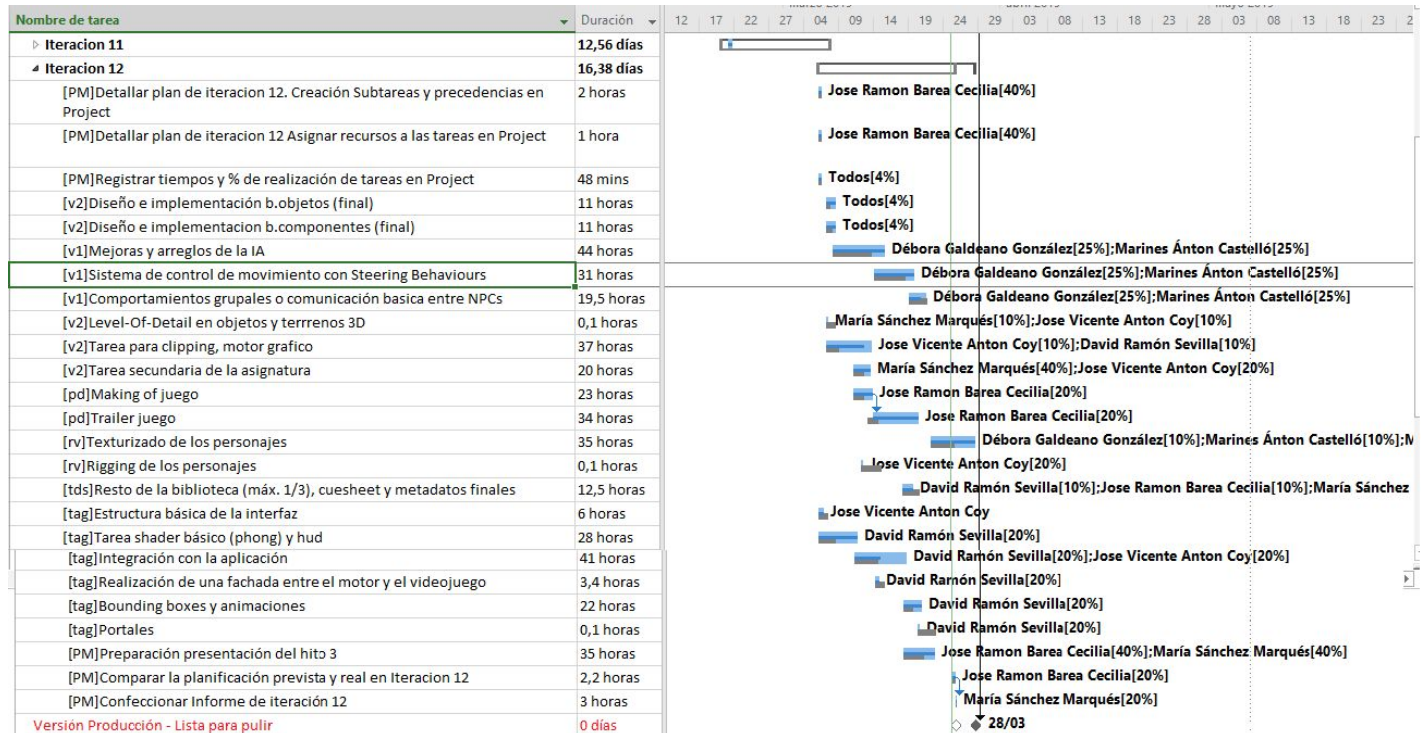 Nombre de tarea Duración 12 17 22 27 04 09 14 19 24 29 03 08 13 18 23 28 03 08 13 18 23 2
Iteracion 11 12,56 días
Iteracion 12 16,38 días
[PM]Detallar plan de iteracion 12. Creación Subtareas y precedencias en 2 horas Jose Ramon Barea Cecilia[40%]
Project
[PM]Detallar plan de iteracion 12 Asignar recursos a las tareas en Project 1 hora Jose Ramon Barea Cecilia[40%]
[PM]Registrar tiempos y % de realización de tareas en Project 48 mins Todos[4%]
[v2]Diseño e implementación b.objetos (final) 11 horas Todos[4%]
[v2]Diseño e implementacion b.componentes (final) 11 horas Todos[4%]
[v1]Mejoras y arreglos de la IA 44 horas Débora Galdeano González[25%];Marines Ánton Castelló[25%]
[v1]Sistema de control de movimiento con Steering Behaviours 31 horas Débora Galdeano González[25%];Marines Ánton Castelló[25%]
[v1]Comportamientos grupales o comunicación basica entre NPCs 19,5 horas Débora Galdeano González[25%];Marines Ánton Castelló[25%]
[v2]Level-Of-Detail en objetos y terrrenos 3D 0,1 horas María Sánchez Marqués[10%];Jose Vicente Anton Coy[10%]
[v2]Tarea para clipping, motor grafico 37 horas Jose Vicente Anton Coy[10%];David Ramón Sevilla[10%]
[v2]Tarea secundaria de la asignatura 20 horas María Sánchez Marqués[40%];Jose Vicente Anton Coy[20%]
[pd]Making of juego 23 horas Jose Ramon Barea Cecilia[20%]
[pd]Trailer juego 34 horas Jose Ramon Barea Cecilia[20%]
[rv]Texturizado de los personajes 35 horas Débora Galdeano González[10%];Marines Ánton Castelló[10%];M
[rv]Rigging de los personajes 0,1 horas Jose Vicente Anton Coy[20%]
[tds]Resto de la biblioteca (máx. 1/3), cuesheet y metadatos finales 12,5 horas David Ramón Sevilla[10%];Jose Ramon Barea Cecilia[10%];María Sánchez
[tag]Estructura básica de la interfaz 6 horas Jose Vicente Anton Coy
[tag]Tarea shader básico (phong) y hud 28 horas David Ramón Sevilla[20%]
[tag]Integración con la aplicación 41 horas David Ramón Sevilla[20%];Jose Vicente Anton Coy[20%]
[tag]Realización de una fachada entre el motor y el videojuego 3,4 horas David Ramón Sevilla[20%]
[tag]Bounding boxes y animaciones 22 horas David Ramón Sevilla[20%]
[tag]Portales 0,1 horas David Ramón Sevilla[20%]
[PM]Preparación presentación del hito 3 35 horas Jose Ramon Barea Cecilia[40%];María Sánchez Marqués[40%]
[PM]Comparar la planificación prevista y real en Iteracion 12 2,2 horas Jose Ramon Barea Cecilia[20%]
[PM]Confeccionar Informe de iteración 12 3 horas María Sánchez Marqués[20%]
Versión Producción - Lista para pulir 0 días 28/03